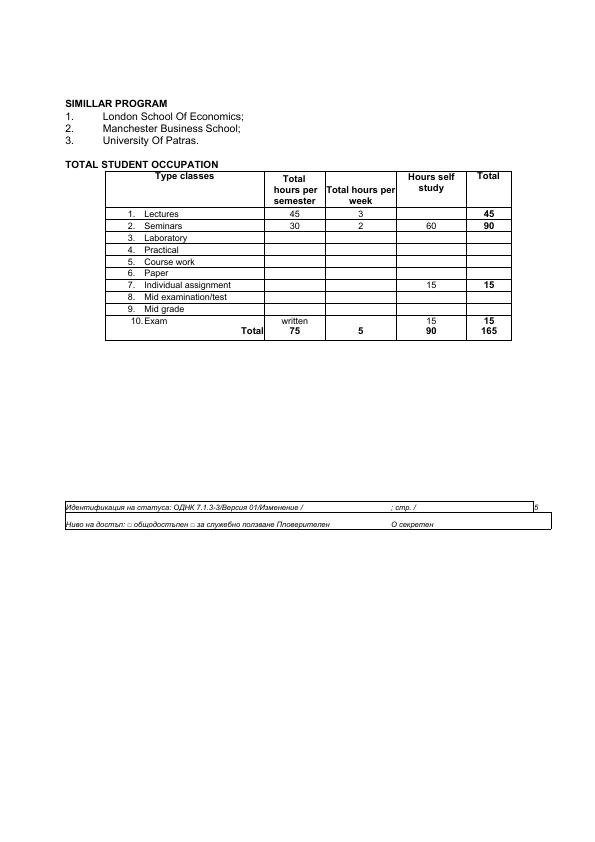 SIMILLAR PROGRAM
1. London School Of Economics;
2. Manchester Business School;
3. University Of Patras.
TOTAL STUDENT OCCUPATION
Type classes Total hours per semester Total hours per week Hours self study Total
1. Lectures 45 3 45
2. Seminars 30 2 60 90
3. Laboratory
4. Practical
5. Course work
6. Paper
7. Individual assignment 15 15
8. Mid examination/test
9. Mid grade
10. Exam written 15 15
Total 75 5 90 165
Идентификация на статуса: ОДНК 7.1.3-3/Версия 01/Изменение / ; стр. / 5
Ниво на достъп: □ общодостъпен □ за служебно ползване Пповерителен О секретен